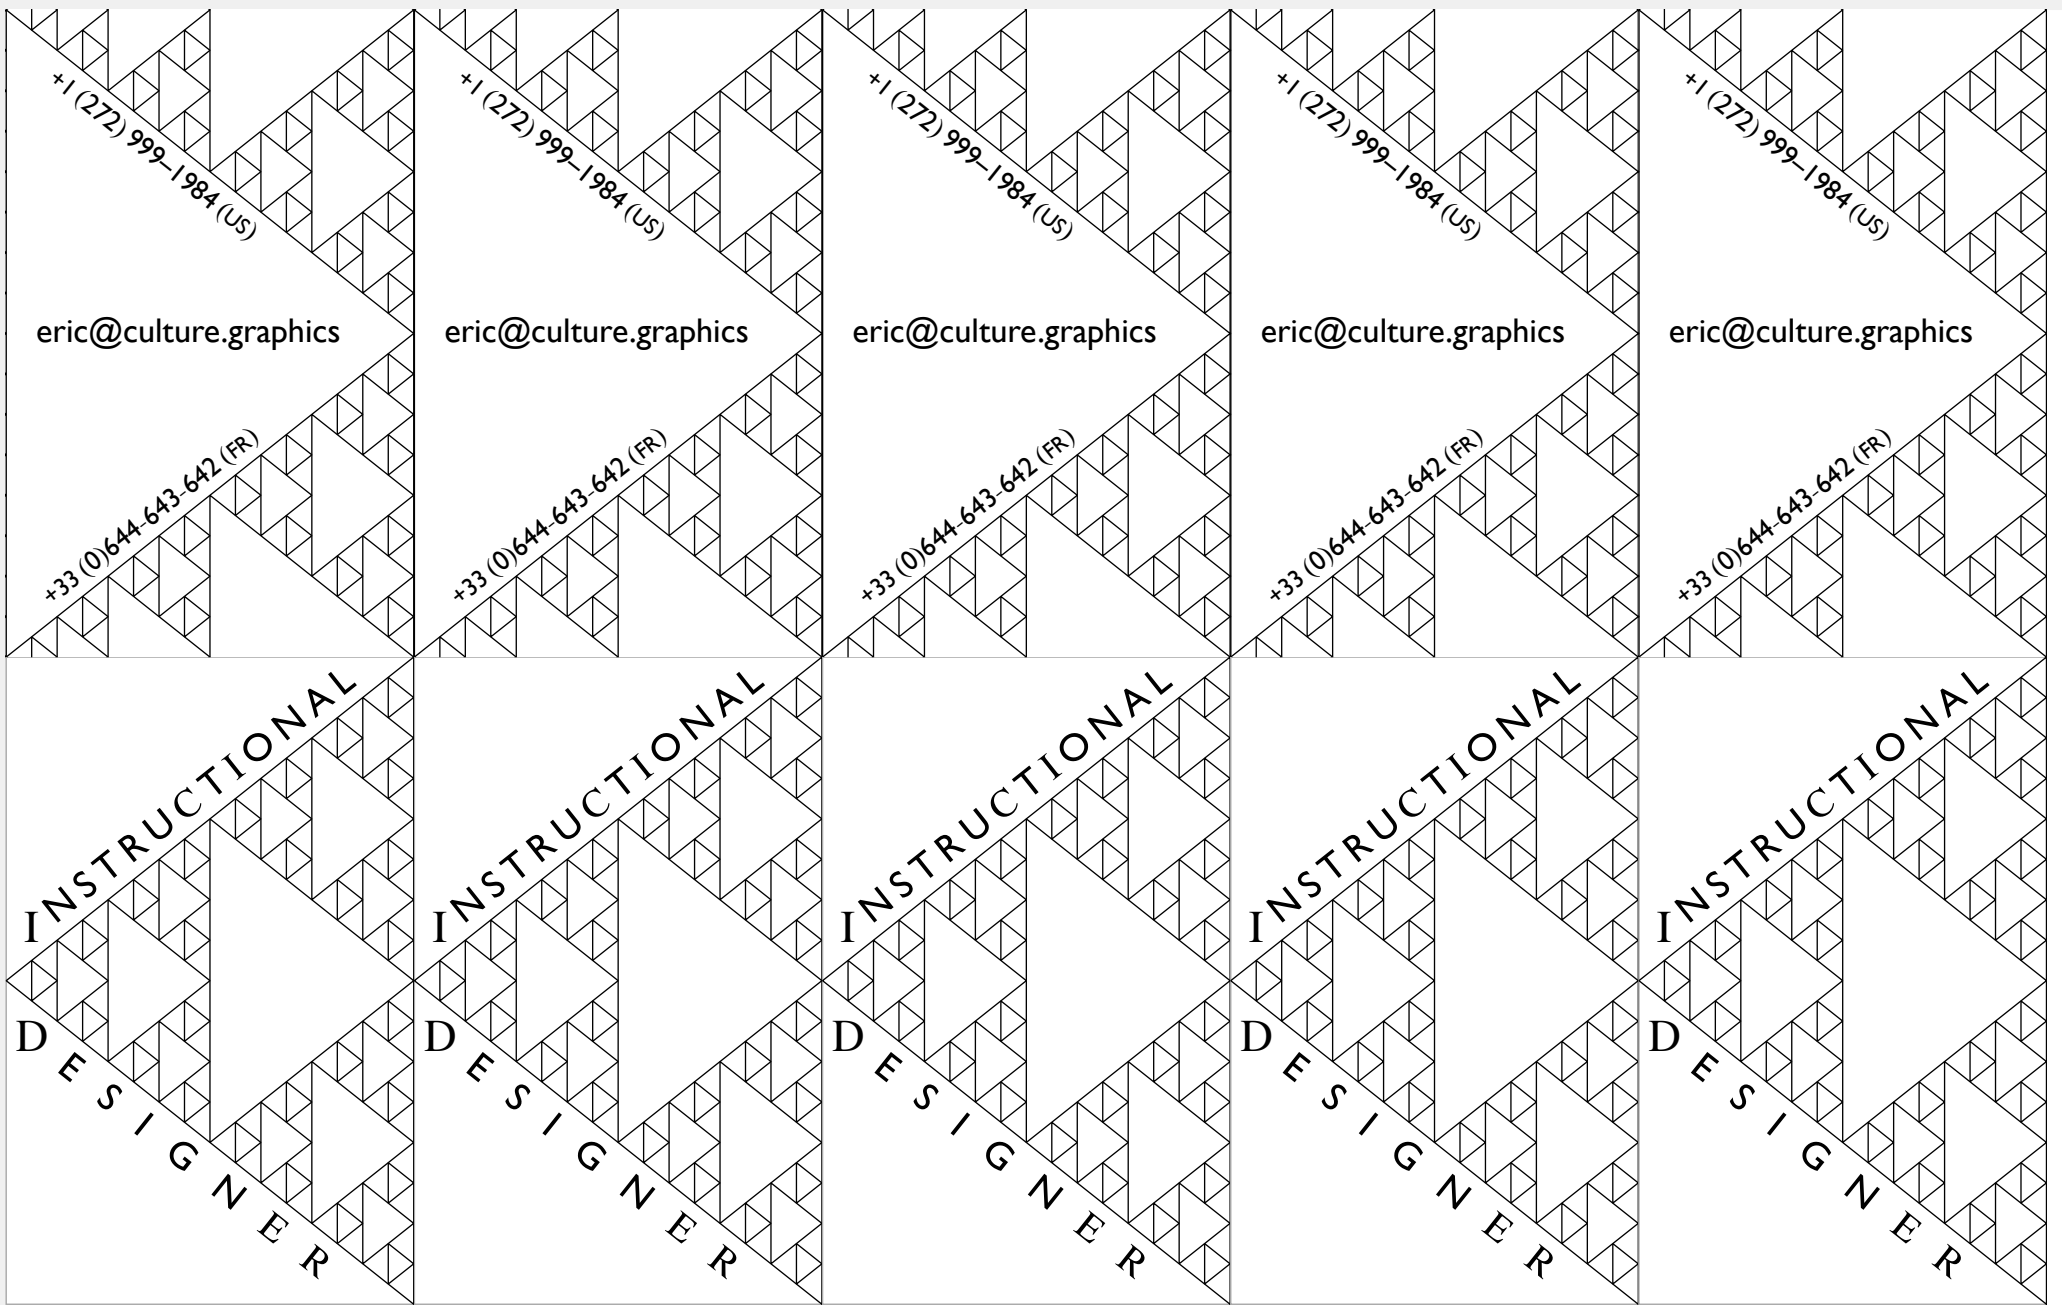 +1 (272) 999–1984 (US)
+1 (272) 999–1984 (US)
+1 (272) 999–1984 (US)
+1 (272) 999–1984 (US)
+1 (272) 999–1984 (US)
eric@culture.graphics
eric@culture.graphics
eric@culture.graphics
eric@culture.graphics
eric@culture.graphics
+33 (0)644-643-642 (FR)
+33 (0)644-643-642 (FR)
+33 (0)644-643-642 (FR)
+33 (0)644-643-642 (FR)
+33 (0)644-643-642 (FR)
INSTRUCTIONAL
INSTRUCTIONAL
INSTRUCTIONAL
INSTRUCTIONAL
INSTRUCTIONAL
DESIGNER
DESIGNER
DESIGNER
DESIGNER
DESIGNER